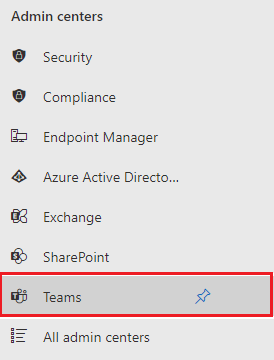 Admin centers
Security
Compliance
Endpoint Manager
Azure Active Directo...
Exchange
SharePoint
Teams
All admin centers